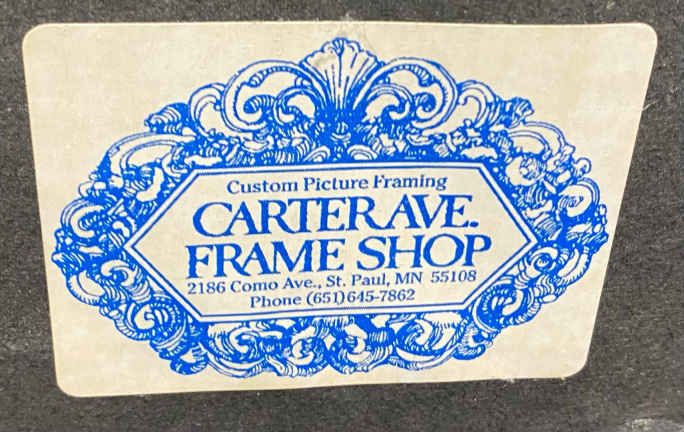 Custom Picture Framing
CARTER AVE.
FRAME SHOP
2186 Como Ave., St. Paul, MN 55108
Phone (651) 645-7862